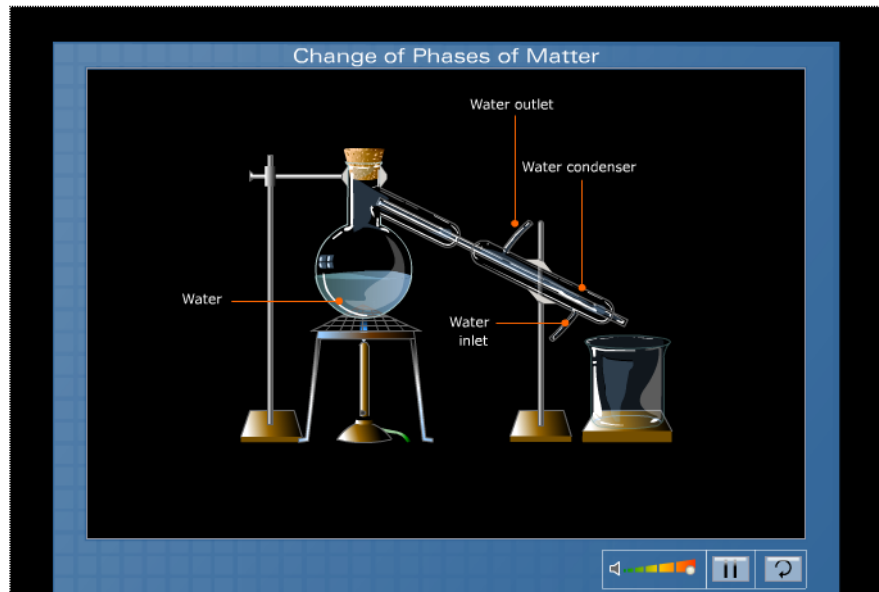 Change of Phases of Matter
Water outlet
Water condenser
Water
Water
inlet